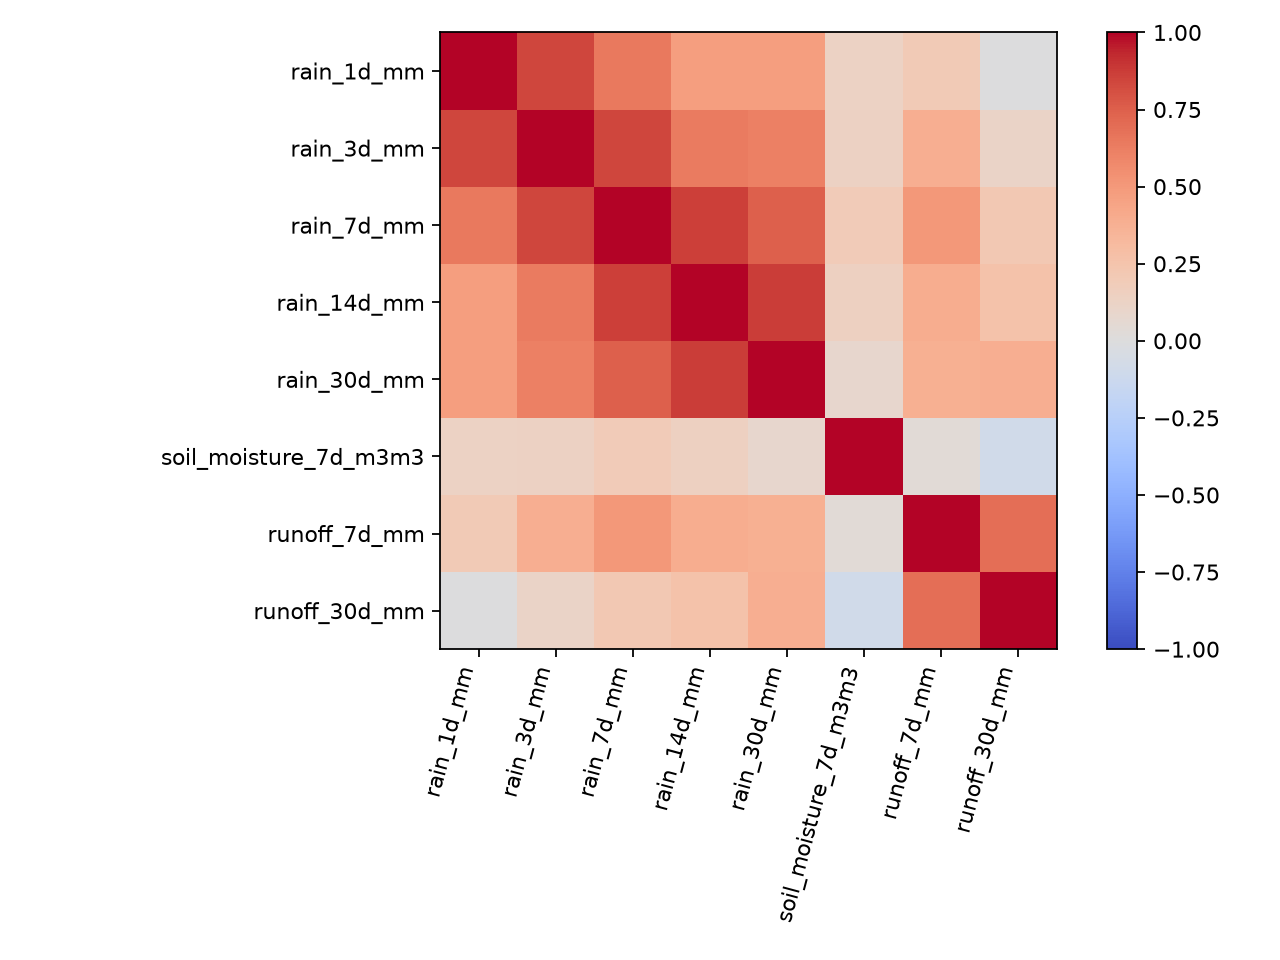 rain_1d_mm
rain_3d_mm
rain_7d_mm
rain_14d_mm
rain_30d_mm
soil_moisture_7d_m3m3
runoff_7d_mm
runoff_30d_mm
rain_1d_mm
rain_3d_mm
rain_7d_mm
rain_14d_mm
rain_30d_mm
soil_moisture_7d_m3m3
runoff_7d_mm
runoff_30d_mm
1.00
0.75
0.50
0.25
0.00
−0.25
−0.50
−0.75
−1.00